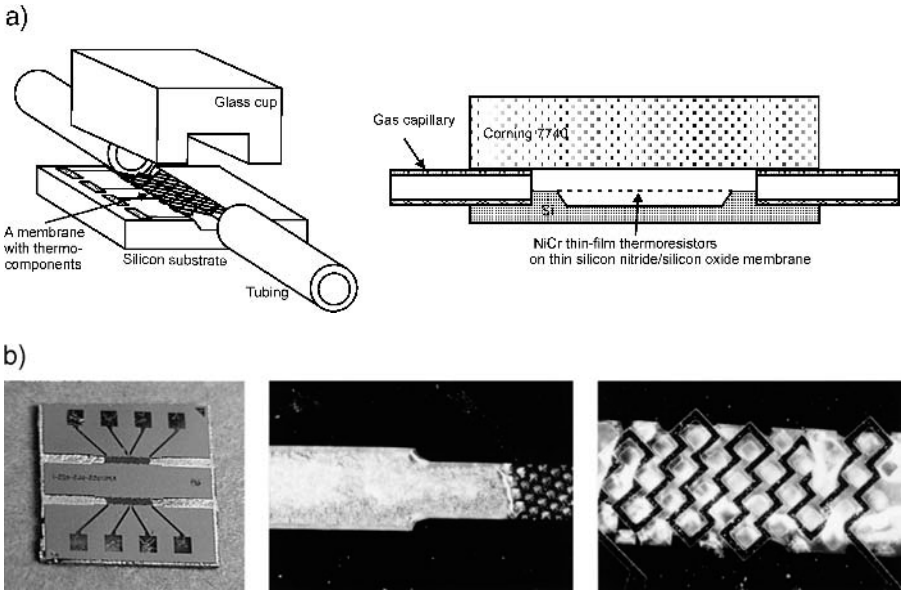 a)
Glass cup
A membrane
with thermo-
components
Silicon substrate
Tubing
Gas capillary
Corning 7740
Si
NiCr thin-film thermoresistors
on thin silicon nitride/silicon oxide membrane
b)